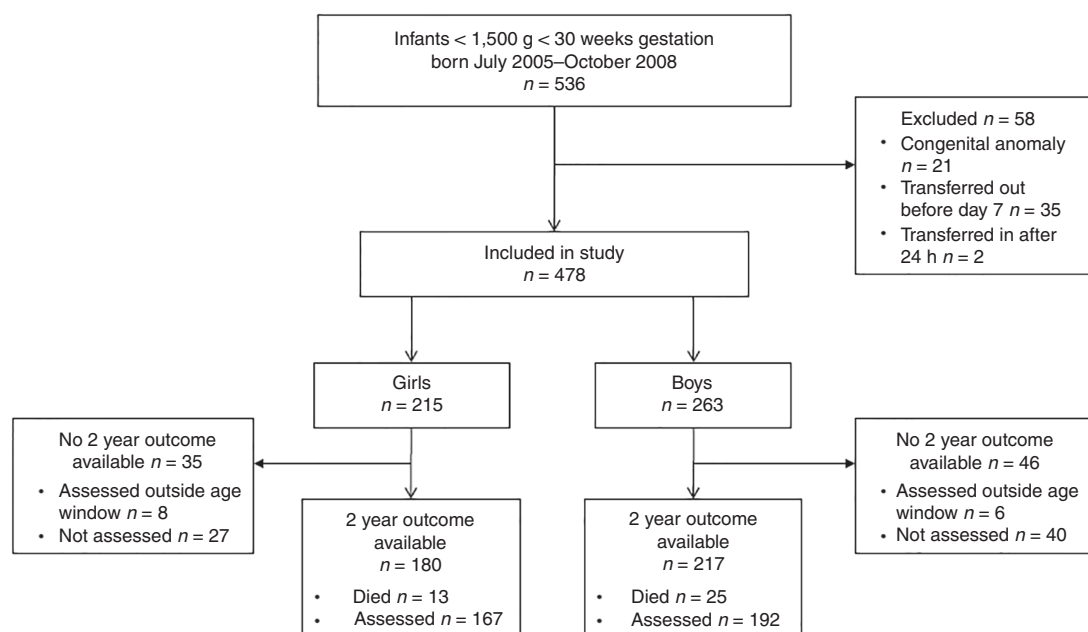 Infants < 1,500 g < 30 weeks gestation
born July 2005–October 2008
n = 536
Excluded n = 58
• Congenital anomaly
n = 21
• Transferred out
before day 7 n = 35
• Transferred in after
24 h n = 2
Included in study
n = 478
Girls
n = 215
Boys
n = 263
No 2 year outcome
available n = 35
• Assessed outside age
window n = 8
• Not assessed n = 27
2 year outcome
available
n = 180
• Died n = 13
• Assessed n = 167
2 year outcome
available
n = 217
• Died n = 25
• Assessed n = 192
No 2 year outcome
available n = 46
• Assessed outside age
window n = 6
• Not assessed n = 40